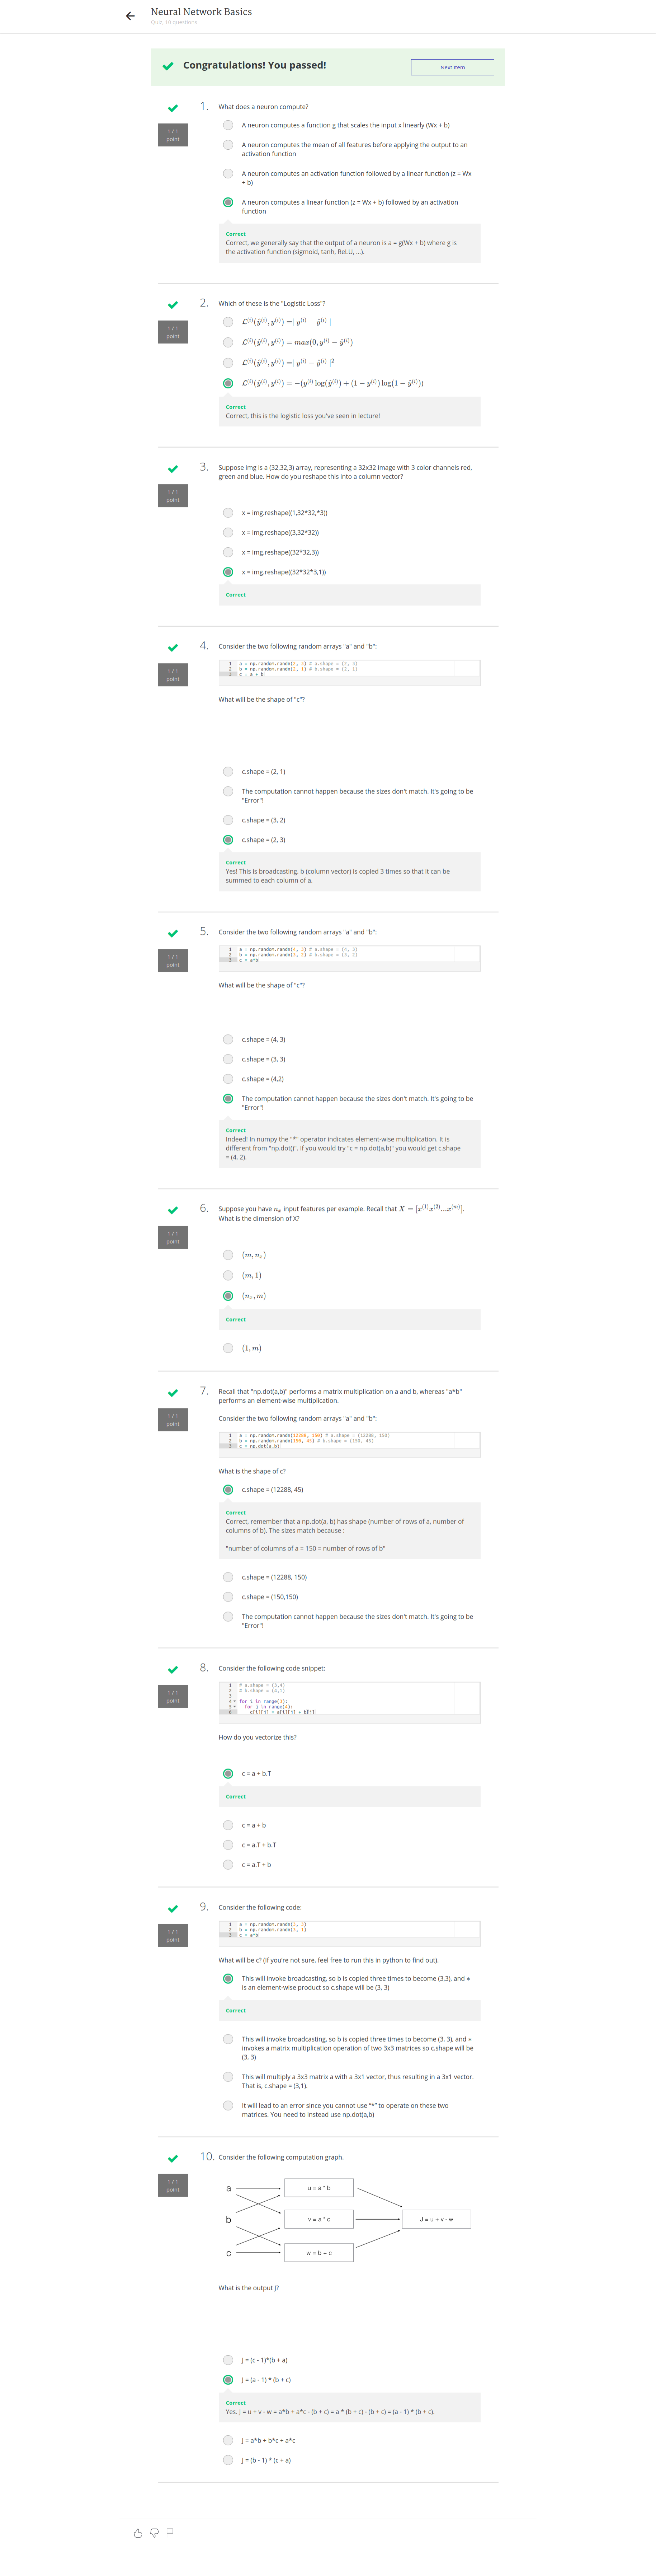 Neural Network Basics
Quiz, 10 questions
Congratulations! You passed!
Next Item
1.
1 / 1
point
What does a neuron compute?
A neuron computes a function g that scales the input x linearly (Wx + b)
A neuron computes the mean of all features before applying the output to an
activation function
A neuron computes an activation function followed by a linear function (z = Wx
+ b)
A neuron computes a linear function (z = Wx + b) followed by an activation
function
Correct
Correct, we generally say that the output of a neuron is a = g(Wx + b) where g is
the activation function (sigmoid, tanh, ReLU, ...).
2.
1 / 1
point
Which of these is the "Logistic Loss"?
ℒ^(i)(ŷ^(i), y^(i)) =| y^(i) − ŷ^(i) |
ℒ^(i)(ŷ^(i), y^(i)) = max(0, y^(i) − ŷ^(i))
ℒ^(i)(ŷ^(i), y^(i)) =| y^(i) − ŷ^(i) |^2
ℒ^(i)(ŷ^(i), y^(i)) = −(y^(i) log(ŷ^(i)) + (1 − y^(i)) log(1 − ŷ^(i)))
Correct
Correct, this is the logistic loss you've seen in lecture!
3.
1 / 1
point
Suppose img is a (32,32,3) array, representing a 32x32 image with 3 color channels red,
green and blue. How do you reshape this into a column vector?
x = img.reshape((1,32*32,*3))
x = img.reshape((3,32*32))
x = img.reshape((32*32,3))
x = img.reshape((32*32*3,1))
Correct
4.
1 / 1
point
Consider the two following random arrays "a" and "b":
1 a = np.random.randn(2, 3) # a.shape = (2, 3)
2 b = np.random.randn(2, 1) # b.shape = (2, 1)
3 c = a + b
What will be the shape of "c"?
c.shape = (2, 1)
The computation cannot happen because the sizes don't match. It's going to be
"Error"!
c.shape = (3, 2)
c.shape = (2, 3)
Correct
Yes! This is broadcasting. b (column vector) is copied 3 times so that it can be
summed to each column of a.
5.
1 / 1
point
Consider the two following random arrays "a" and "b":
1 a = np.random.randn(4, 3) # a.shape = (4, 3)
2 b = np.random.randn(3, 2) # b.shape = (3, 2)
3 c = a*b
What will be the shape of "c"?
c.shape = (4, 3)
c.shape = (3, 3)
c.shape = (4,2)
The computation cannot happen because the sizes don't match. It's going to be
"Error"!
Correct
Indeed! In numpy the "*" operator indicates element-wise multiplication. It is
different from "np.dot()". If you would try "c = np.dot(a,b)" you would get c.shape
= (4, 2).
6.
1 / 1
point
Suppose you have n_x input features per example. Recall that X = [x^(1) x^(2)...x^(m)].
What is the dimension of X?
(m, n_x)
(m, 1)
(n_x, m)
Correct
(1, m)
7.
1 / 1
point
Recall that "np.dot(a,b)" performs a matrix multiplication on a and b, whereas "a*b"
performs an element-wise multiplication.
Consider the two following random arrays "a" and "b":
1 a = np.random.randn(12288, 150) # a.shape = (12288, 150)
2 b = np.random.randn(150, 45) # b.shape = (150, 45)
3 c = np.dot(a,b)
What is the shape of c?
c.shape = (12288, 45)
Correct
Correct, remember that a np.dot(a, b) has shape (number of rows of a, number of
columns of b). The sizes match because :
"number of columns of a = 150 = number of rows of b"
c.shape = (12288, 150)
c.shape = (150,150)
The computation cannot happen because the sizes don't match. It's going to be
"Error"!
8.
1 / 1
point
Consider the following code snippet:
1 # a.shape = (3,4)
2 # b.shape = (4,1)
3
4 for i in range(3):
5 for j in range(4):
6 c[i][j] = a[i][j] + b[j]
How do you vectorize this?
c = a + b.T
Correct
c = a + b
c = a.T + b.T
c = a.T + b
9.
1 / 1
point
Consider the following code:
1 a = np.random.randn(3, 3)
2 b = np.random.randn(3, 1)
3 c = a*b
What will be c? (If you're not sure, feel free to run this in python to find out).
This will invoke broadcasting, so b is copied three times to become (3,3), and ∗
is an element-wise product so c.shape will be (3, 3)
Correct
This will invoke broadcasting, so b is copied three times to become (3, 3), and ∗
invokes a matrix multiplication operation of two 3x3 matrices so c.shape will be
(3, 3)
This will multiply a 3x3 matrix a with a 3x1 vector, thus resulting in a 3x1 vector.
That is, c.shape = (3,1).
It will lead to an error since you cannot use "*" to operate on these two
matrices. You need to instead use np.dot(a,b)
10.
1 / 1
point
Consider the following computation graph.
a
u = a * b
b
v = a * c
J = u + v - w
c
w = b + c
What is the output J?
J = (c - 1)*(b + a)
J = (a - 1) * (b + c)
Correct
Yes. J = u + v - w = a*b + a*c - (b + c) = a * (b + c) - (b + c) = (a - 1) * (b + c).
J = a*b + b*c + a*c
J = (b - 1) * (c + a)